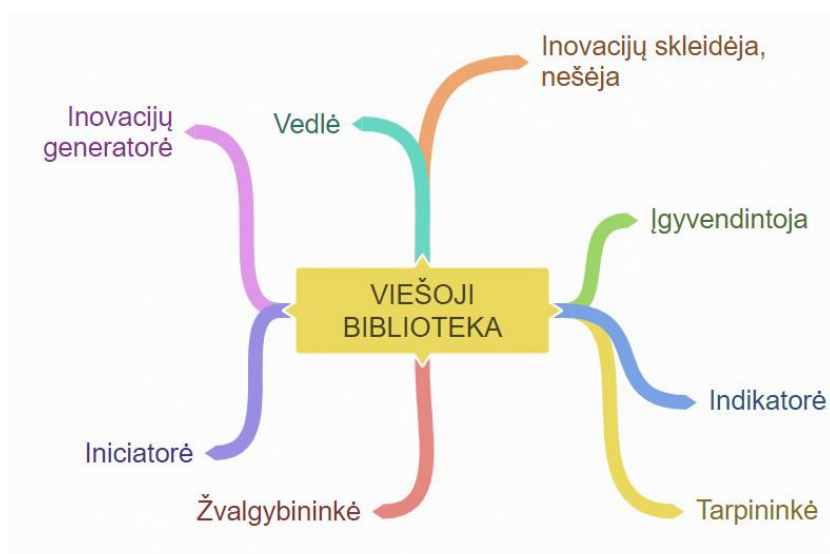 Inovacijų skleidėja,
nešėja
Inovacijų
generatorė
Vedlė
Įgyvendintoja
VIEŠOJI
BIBLIOTEKA
Indikatorė
Iniciatorė
Žvalgybininkė
Tarpininkė